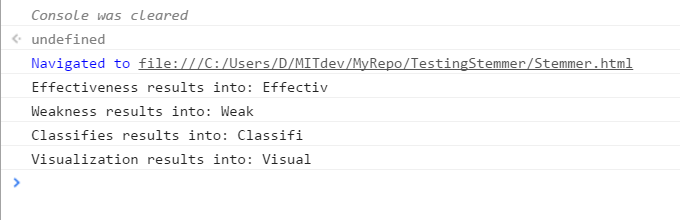 Console was cleared
undefined
Navigated to file:///C:/Users/D/MITdev/MyRepo/TestingStemmer/Stemmer.html
Effectiveness results into: Effectiv
Weakness results into: Weak
Classifies results into: Classifi
Visualization results into: Visual